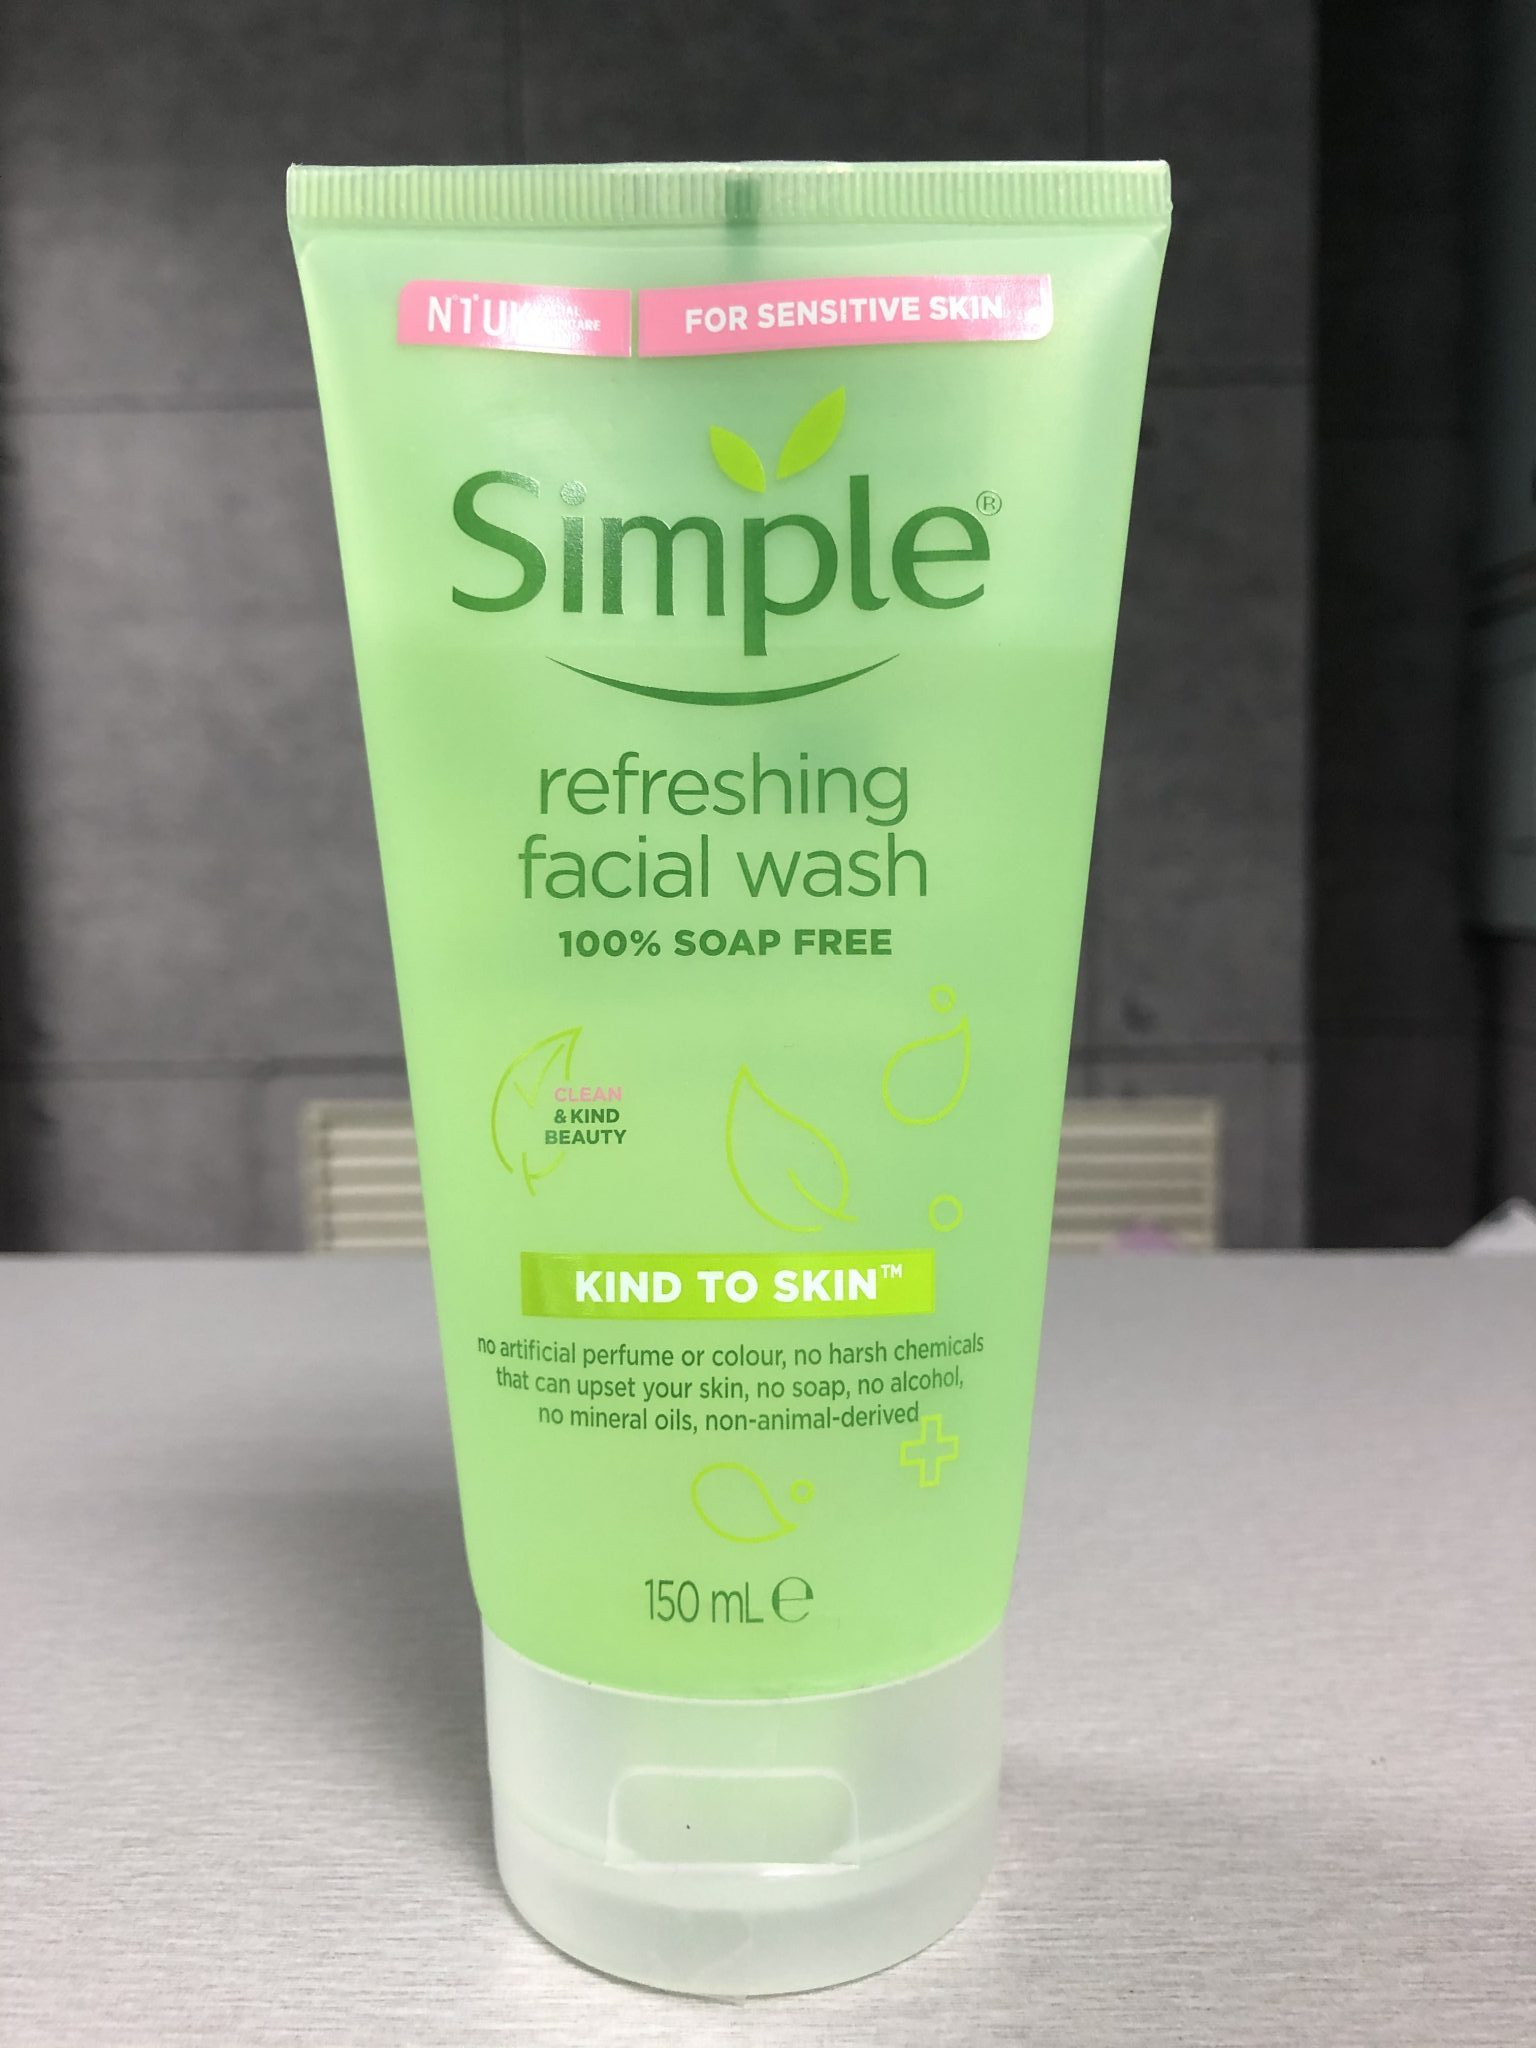 N°1 UK
FOR SENSITIVE SKIN
Simple®
refreshing
facial wash
100% SOAP FREE
CLEAN
& KIND
BEAUTY
KIND TO SKIN™
no artificial perfume or colour, no harsh chemicals
that can upset your skin, no soap, no alcohol,
no mineral oils, non-animal-derived
150 mL ℮